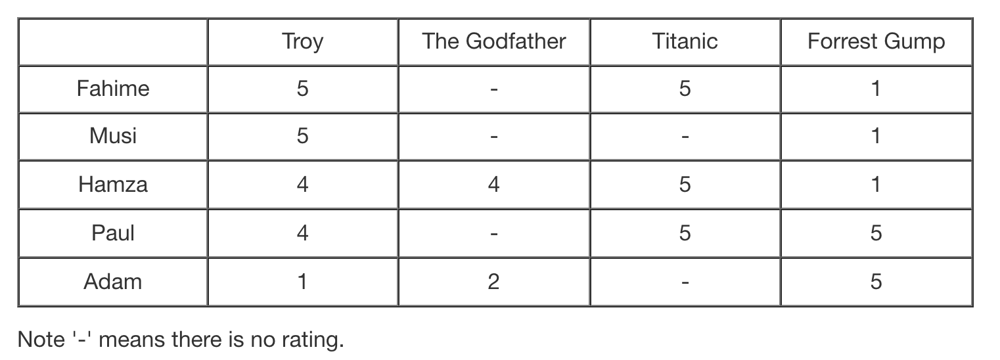 Troy The Godfather Titanic Forrest Gump
Fahime 5 - 5 1
Musi 5 - - 1
Hamza 4 4 5 1
Paul 4 - 5 5
Adam 1 2 - 5
Note '-' means there is no rating.